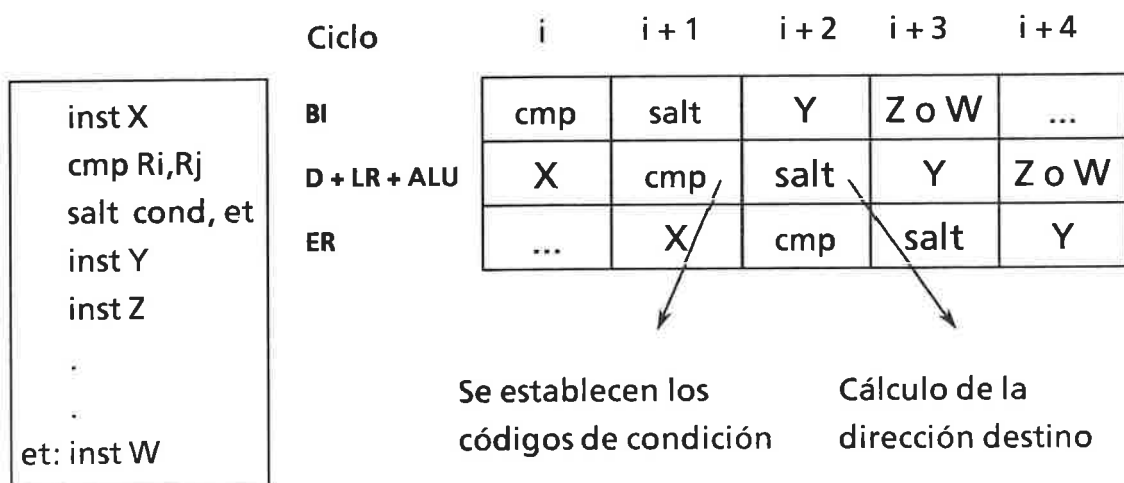 Ciclo i i + 1 i + 2 i + 3 i + 4
inst X
cmp Ri,Rj
salt cond, et
inst Y
inst Z
.
.
et: inst W
BI cmp salt Y Z o W ...
D + LR + ALU X cmp salt Y Z o W
ER ... X cmp salt Y
Se establecen los
códigos de condición
Cálculo de la
dirección destino